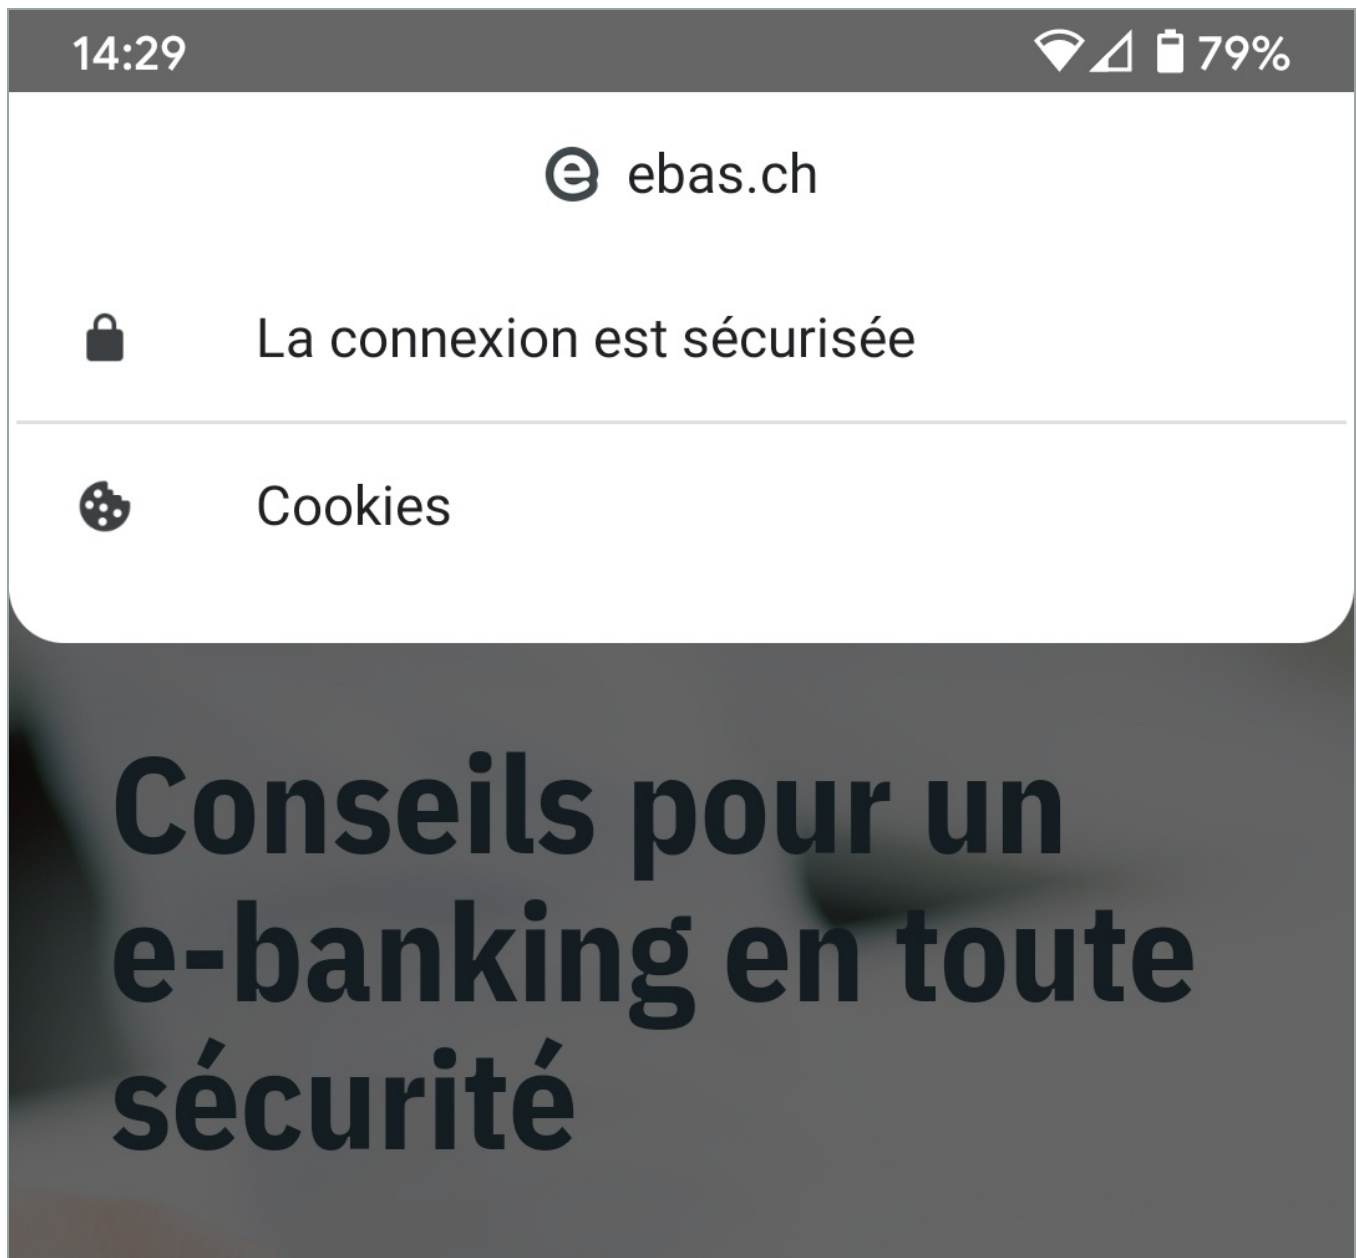 14:29 79%
ebas.ch
La connexion est sécurisée
Cookies
Conseils pour un
e-banking en toute
sécurité